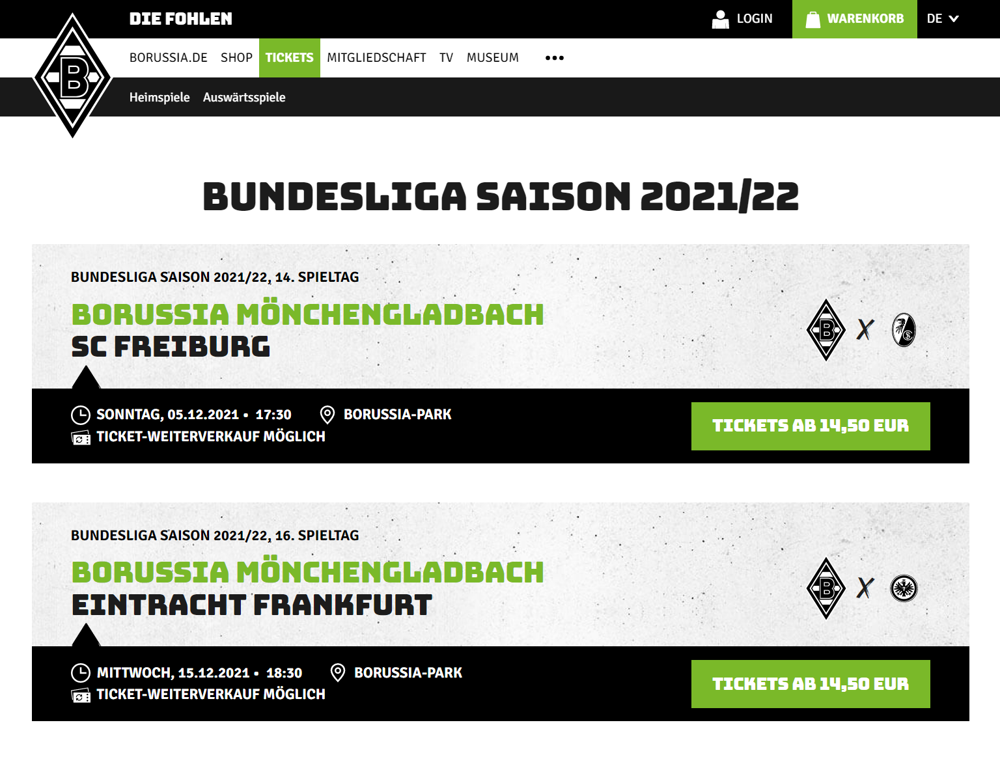 DIE FOHLEN
LOGIN
WARENKORB
DE
BORUSSIA.DE SHOP TICKETS MITGLIEDSCHAFT TV MUSEUM •••
B
Heimspiele Auswärtsspiele
BUNDESLIGA SAISON 2021/22
BUNDESLIGA SAISON 2021/22, 14. SPIELTAG
BORUSSIA MÖNCHENGLADBACH
SC FREIBURG
B X
SONNTAG, 05.12.2021 • 17:30 BORUSSIA-PARK
TICKET-WEITERVERKAUF MÖGLICH
TICKETS AB 14,50 EUR
BUNDESLIGA SAISON 2021/22, 16. SPIELTAG
BORUSSIA MÖNCHENGLADBACH
EINTRACHT FRANKFURT
B X
MITTWOCH, 15.12.2021 • 18:30 BORUSSIA-PARK
TICKET-WEITERVERKAUF MÖGLICH
TICKETS AB 14,50 EUR